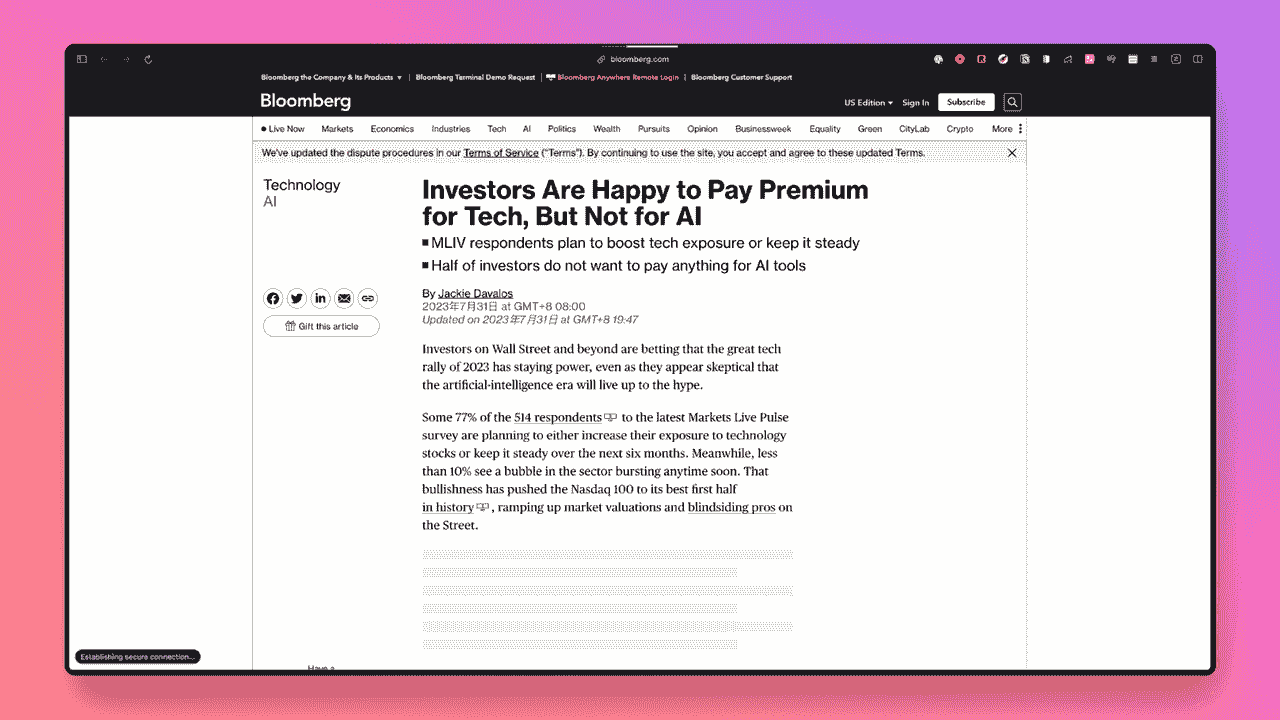 bloomberg.com
Bloomberg the Company & Its Products ▾ | Bloomberg Terminal Demo Request | Bloomberg Anywhere Remote Login | Bloomberg Customer Support
Bloomberg
US Edition ▾ Sign In Subscribe
Live Now Markets Economics Industries Tech AI Politics Wealth Pursuits Opinion Businessweek Equality Green CityLab Crypto More
We've updated the dispute procedures in our Terms of Service ("Terms"). By continuing to use the site, you accept and agree to these updated Terms.
Technology
AI
Investors Are Happy to Pay Premium
for Tech, But Not for AI
MLIV respondents plan to boost tech exposure or keep it steady
Half of investors do not want to pay anything for AI tools
By Jackie Davalos
2023年7月31日 at GMT+8 08:00
Updated on 2023年7月31日 at GMT+8 19:47
Gift this article
Investors on Wall Street and beyond are betting that the great tech
rally of 2023 has staying power, even as they appear skeptical that
the artificial-intelligence era will live up to the hype.
Some 77% of the 514 respondents to the latest Markets Live Pulse
survey are planning to either increase their exposure to technology
stocks or keep it steady over the next six months. Meanwhile, less
than 10% see a bubble in the sector bursting anytime soon. That
bullishness has pushed the Nasdaq 100 to its best first half
in history, ramping up market valuations and blindsiding pros on
the Street.
Establishing secure connection...
Have a